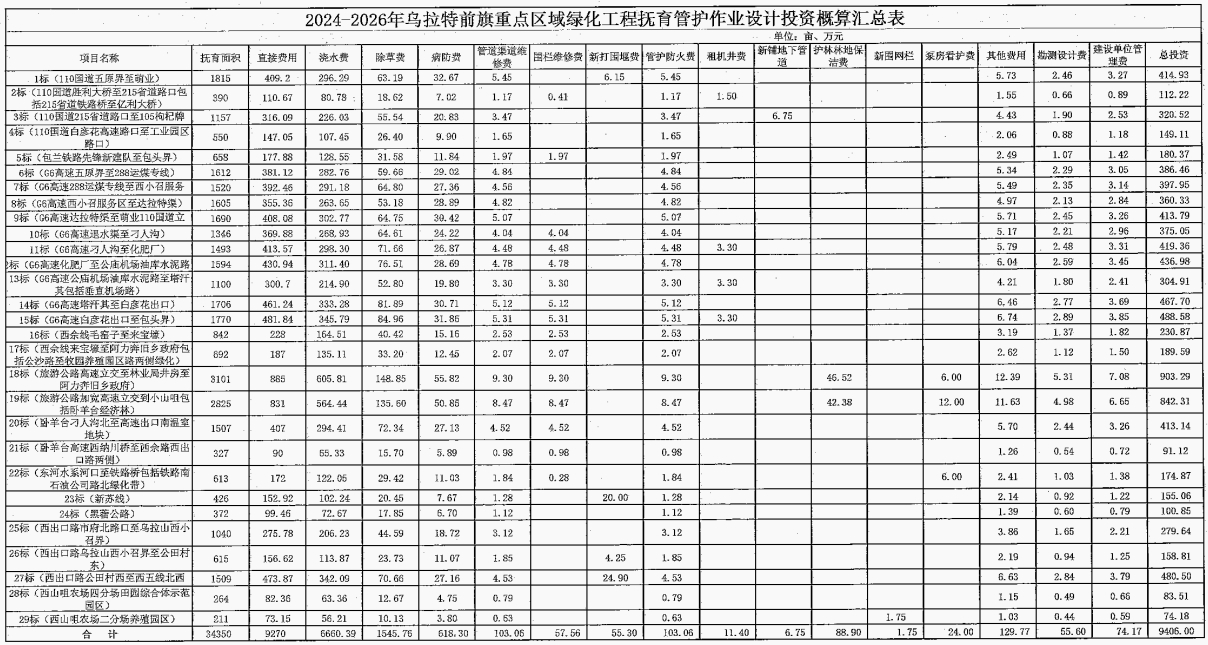 2024-2026年乌拉特前旗重点区域绿化工程抚育管护作业设计投资概算汇总表
单位：亩、万元
项目名称 抚育面积 直接费用 浇水费 除草费 病防费 管道渠道维修费 围栏维修费 新打围堰费 管护防火费 租机井费 新铺地下管道 护林林地保洁费 新围网栏 泵房看护费 其他费用 勘测设计费 建设单位管理费 总投资
1标（110国道五原界至萌业） 1815 409.2 296.29 63.19 32.67 5.45 6.15 5.45 5.73 2.46 3.27 414.93
2标（110国道胜利大桥至215省道路口包括215省道铁路桥至亿利大桥） 390 110.67 80.78 18.62 7.02 1.17 0.41 1.17 1.50 1.55 0.66 0.89 112.22
3标（110国道215省道路口至105枸杞牌 1157 316.09 226.03 55.54 20.83 3.47 3.47 6.75 4.43 1.90 2.53 320.52
4标（110国道白彦花高速路口至工业园区路口） 550 147.05 107.45 26.40 9.90 1.65 1.65 2.06 0.88 1.18 149.11
5标（包兰铁路先锋新建队至包头界） 658 177.88 128.55 31.58 11.84 1.97 1.97 1.97 2.49 1.07 1.42 180.37
6标（G6高速五原界至288运煤专线） 1612 381.12 282.76 59.66 29.02 4.84 4.84 5.34 2.29 3.05 386.46
7标（G6高速288运煤专线至西小召服务 1520 392.46 291.18 64.80 27.36 4.56 4.56 5.49 2.35 3.14 397.95
8标（G6高速西小召服务区至达拉特渠） 1605 355.36 263.65 53.18 28.89 4.82 4.82 4.97 2.13 2.84 360.33
9标（G6高速达拉特渠至萌业110国道立 1690 408.08 302.77 64.75 30.42 5.07 5.07 5.71 2.45 3.26 413.79
10标（G6高速退水渠至刁人沟） 1346 369.88 268.93 64.61 24.22 4.04 4.04 4.04 5.17 2.21 2.96 375.05
11标（G6高速刁人沟至化肥厂） 1493 413.57 298.30 71.66 26.87 4.48 4.48 4.48 3.30 5.79 2.48 3.31 419.36
2标（G6高速化肥厂至公庙机场油库水泥路 1594 430.94 311.40 76.51 28.69 4.78 4.78 4.78 6.04 2.59 3.45 436.98
13标（G6高速公庙机场油库水泥路至塔汗其包括垂直机场路） 1100 300.7 214.90 52.80 19.80 3.30 3.30 3.30 3.30 4.21 1.80 2.41 304.91
14标（G6高速塔汗其至白彦花出口） 1706 461.24 333.28 81.89 30.71 5.12 5.12 5.12 6.46 2.77 3.69 467.70
15标（G6高速白彦花出口至包头界） 1770 481.84 345.79 84.96 31.86 5.31 5.31 5.31 3.30 6.74 2.89 3.85 488.58
16标（西余线毛窑子至来宝壕） 842 228 164.51 40.42 15.16 2.53 2.53 2.53 3.19 1.37 1.82 230.87
17标（西余线来宝壕至阿力奔旧乡政府包括公沙路至牧园养殖园区路两侧绿化） 692 187 135.11 33.20 12.45 2.07 2.07 2.07 2.62 1.12 1.50 189.59
18标（旅游公路高速立交至林业局井房至阿力奔旧乡政府） 3101 885 605.81 148.85 55.82 9.30 9.30 9.30 46.52 6.00 12.39 5.31 7.08 903.29
19标（旅游公路加宽高速立交到小山咀包括卧羊台经济林） 2825 831 564.44 135.60 50.85 8.47 8.47 8.47 42.38 12.00 11.63 4.98 6.65 842.31
20标（卧羊台刁人沟北至高速出口南温室地块） 1507 407 294.41 72.34 27.13 4.52 4.52 4.52 5.70 2.44 3.26 413.14
21标（卧羊台高速西纳川桥至西余路西出口路两侧） 327 90 65.33 15.70 5.89 0.98 0.98 0.98 1.26 0.54 0.72 91.12
22标（东河水系河口至铁路桥包括铁路南石油公司路北绿化带） 613 172 122.05 29.42 11.03 1.84 0.28 1.84 6.00 2.41 1.03 1.38 174.87
23标（新苏线） 426 152.92 102.24 20.45 7.67 1.28 20.00 1.28 2.14 0.92 1.22 155.06
24标（黑蓿公路） 372 99.46 72.67 17.85 6.70 1.12 1.12 1.39 0.60 0.79 100.85
25标（西出口路市府北路口至乌拉山西小召界） 1040 275.78 206.23 44.59 18.72 3.12 3.12 3.86 1.65 2.21 279.64
26标（西出口路乌拉山西小召界至公田村东） 615 156.62 113.87 23.73 11.07 1.85 4.25 1.85 2.19 0.94 1.25 158.81
27标（西出口路公田村西至西五线北西 1509 473.87 342.09 70.66 27.16 4.53 24.90 4.53 6.63 2.84 3.79 480.50
28标（西山咀农场四分场田园综合体示范园区） 264 82.36 63.36 12.67 4.75 0.79 0.79 1.15 0.49 0.66 83.51
29标（西山咀农场二分场养殖园区） 211 73.15 56.21 10.13 3.80 0.63 0.63 1.75 1.03 0.44 0.59 74.18
合 计 34350 9270 6660.39 1545.76 618.30 103.06 57.56 55.30 103.06 11.40 6.75 88.90 1.75 24.00 129.77 55.60 74.17 9406.00